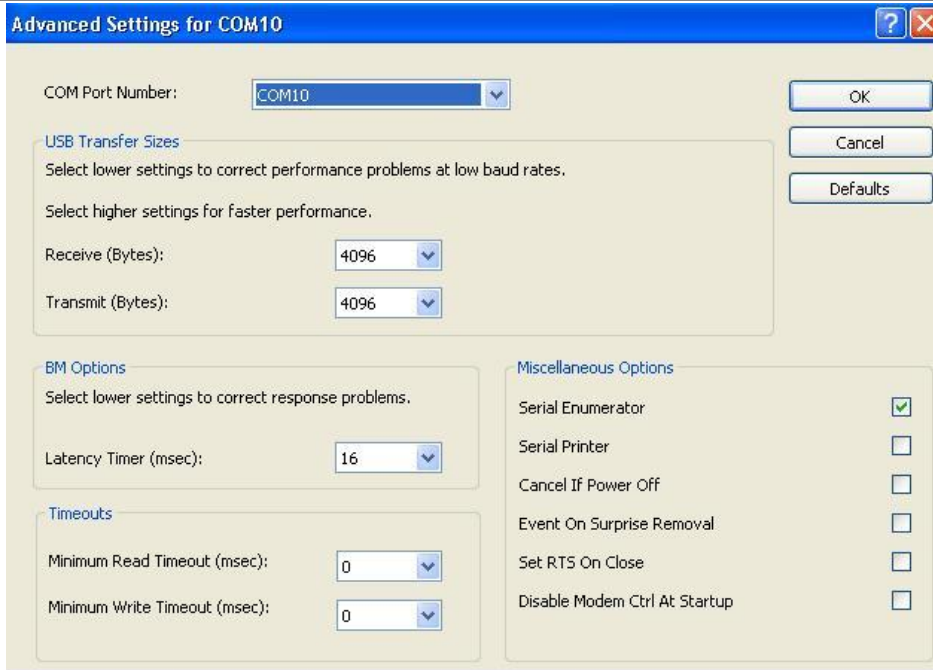 Advanced Settings for COM10
COM Port Number: COM10
OK
USB Transfer Sizes
Cancel
Select lower settings to correct performance problems at low baud rates.
Defaults
Select higher settings for faster performance.
Receive (Bytes): 4096
Transmit (Bytes): 4096
BM Options
Select lower settings to correct response problems.
Latency Timer (msec): 16
Timeouts
Minimum Read Timeout (msec): 0
Minimum Write Timeout (msec): 0
Miscellaneous Options
Serial Enumerator
Serial Printer
Cancel If Power Off
Event On Surprise Removal
Set RTS On Close
Disable Modem Ctrl At Startup